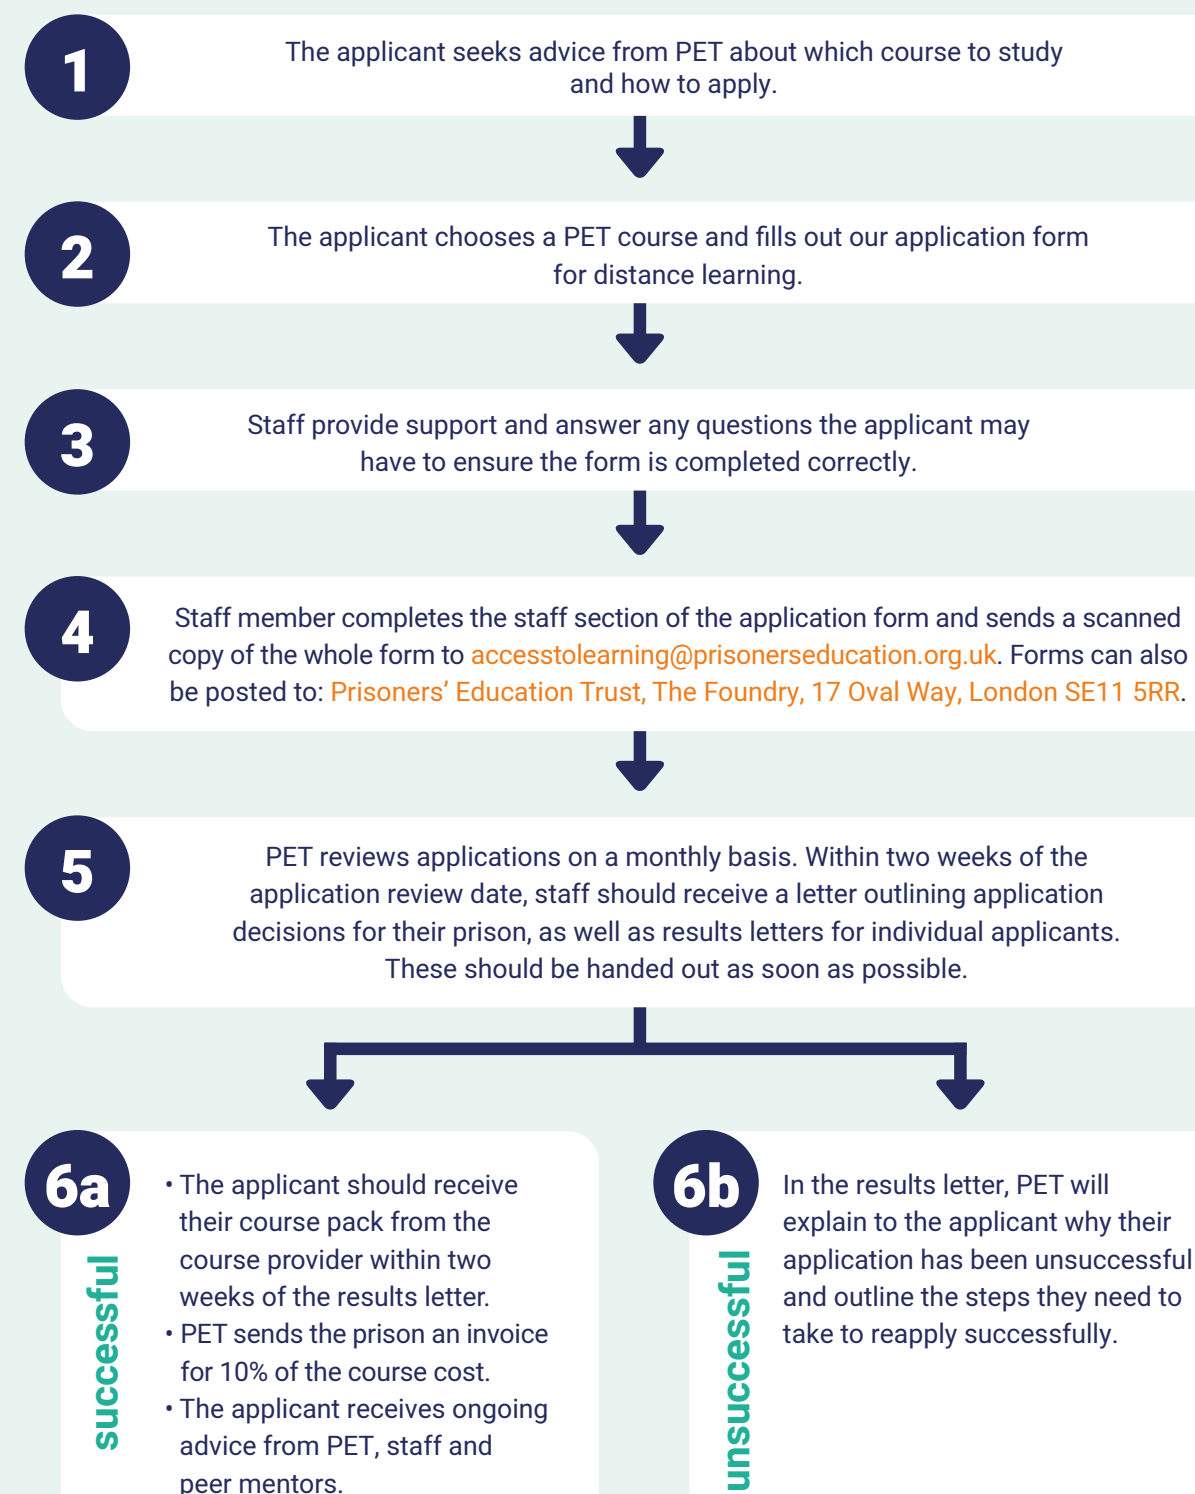 1
The applicant seeks advice from PET about which course to study
and how to apply.
2
The applicant chooses a PET course and fills out our application form
for distance learning.
3
Staff provide support and answer any questions the applicant may
have to ensure the form is completed correctly.
4
Staff member completes the staff section of the application form and sends a scanned
copy of the whole form to accesstolearning@prisonerseducation.org.uk. Forms can also
be posted to: Prisoners’ Education Trust, The Foundry, 17 Oval Way, London SE11 5RR.
5
PET reviews applications on a monthly basis. Within two weeks of the
application review date, staff should receive a letter outlining application
decisions for their prison, as well as results letters for individual applicants.
These should be handed out as soon as possible.
6a
successful
• The applicant should receive
their course pack from the
course provider within two
weeks of the results letter.
• PET sends the prison an invoice
for 10% of the course cost.
• The applicant receives ongoing
advice from PET, staff and
peer mentors.
6b
unsuccessful
In the results letter, PET will
explain to the applicant why their
application has been unsuccessful
and outline the steps they need to
take to reapply successfully.